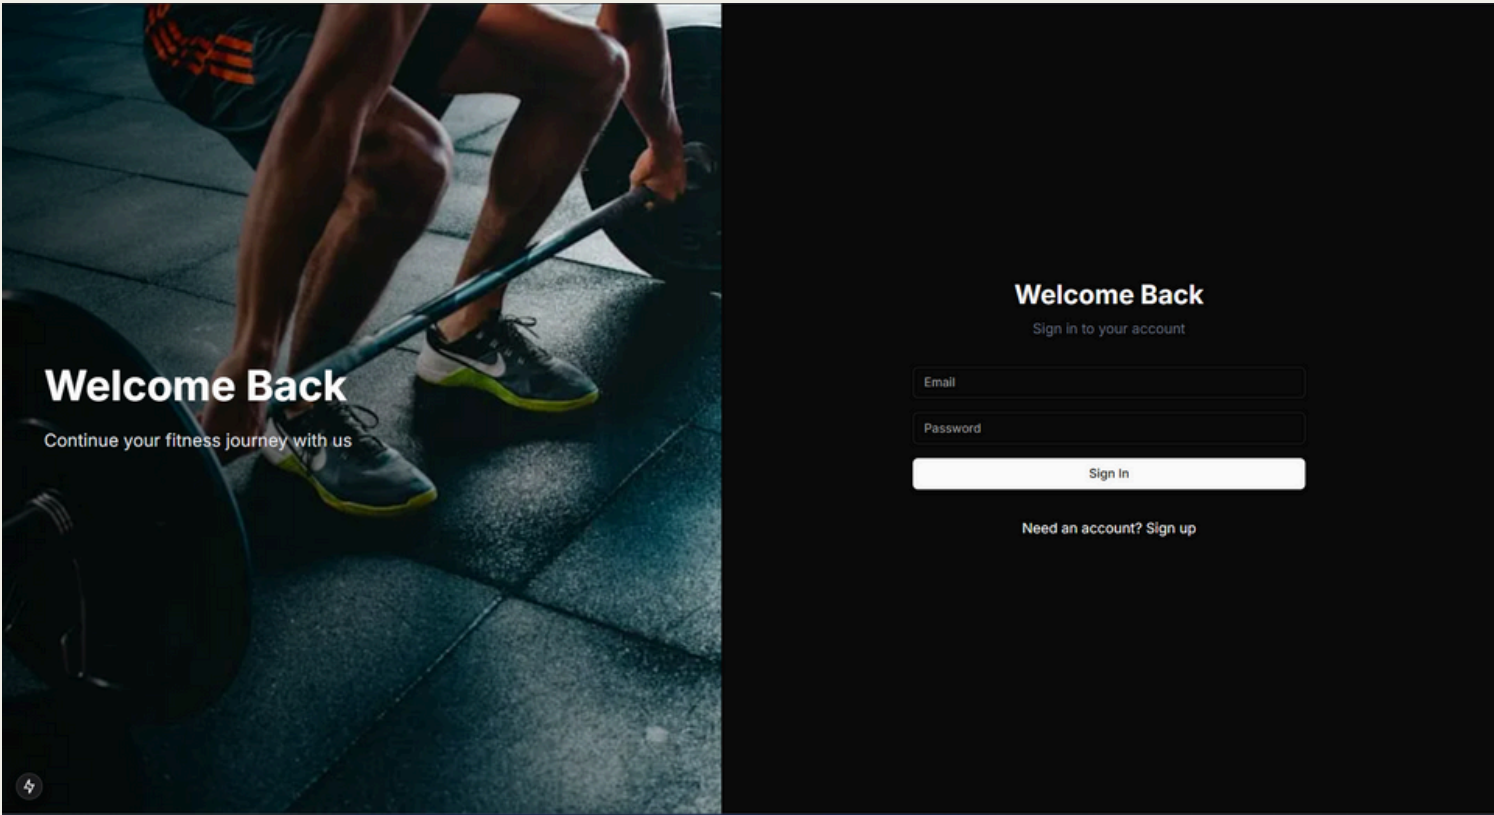 Welcome Back
Continue your fitness journey with us
Welcome Back
Sign in to your account
Email
Password
Sign In
Need an account? Sign up